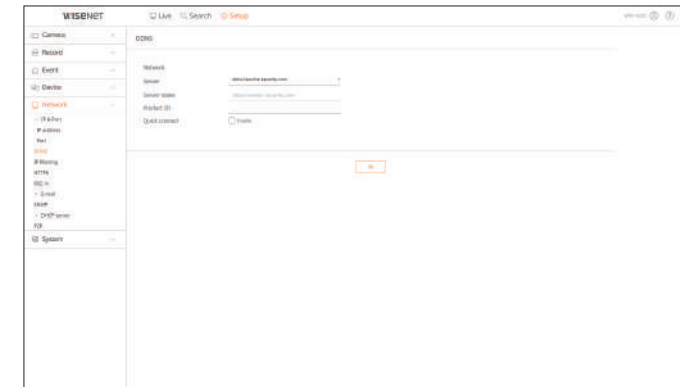 WISENET
Live Search Setup
Camera
Record
Event
Device
Network
IP & Port
IP address
Port
DDNS
IP filtering
HTTPS
802.1x
E-mail
SNMP
DHCP server
P2P
System
DDNS
Network
Server
Server name
Product ID
Quick connect
Enable
OK